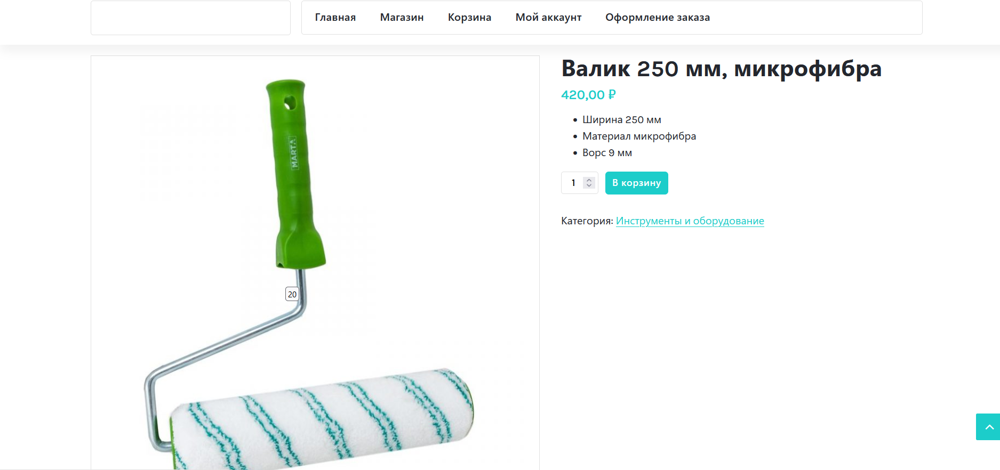 Главная Магазин Корзина Мой аккаунт Оформление заказа
Валик 250 мм, микрофибра
420,00 ₽
Ширина 250 мм
Материал микрофибра
Ворс 9 мм
1 В корзину
Категория: Инструменты и оборудование
MARTA
20